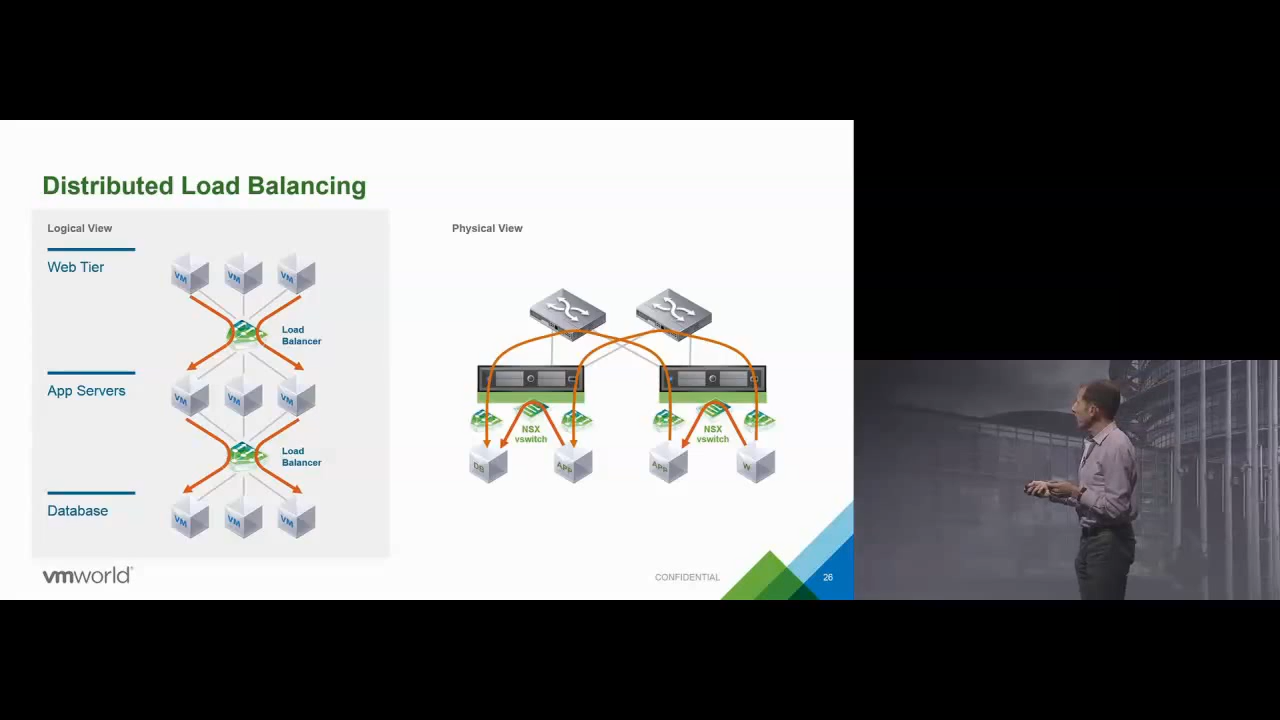 Distributed Load Balancing
Logical View
Web Tier
VM VM VM
Load
Balancer
App Servers
VM VM VM
Load
Balancer
Database
VM VM VM
Physical View
NSX
vswitch
NSX
vswitch
DB APP APP W
vmworld®
CONFIDENTIAL
26